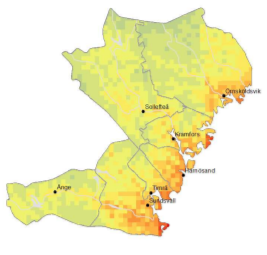 Örnsköldsvik
Sollefteå
Kramfors
Härnösand
Ånge
Timrå
Sundsvall